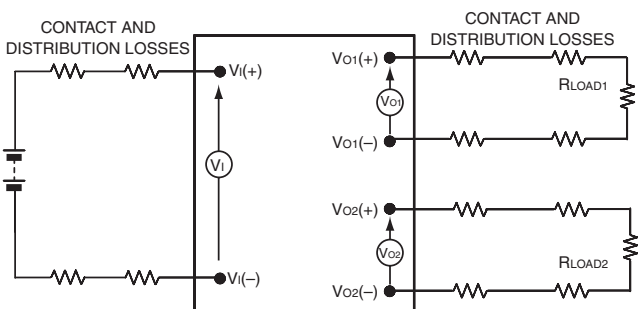 CONTACT AND
DISTRIBUTION LOSSES
CONTACT AND
DISTRIBUTION LOSSES
VI(+)
VI
VI(–)
VO1(+)
VO1
VO1(–)
RLOAD1
VO2(+)
VO2
VO2(–)
RLOAD2